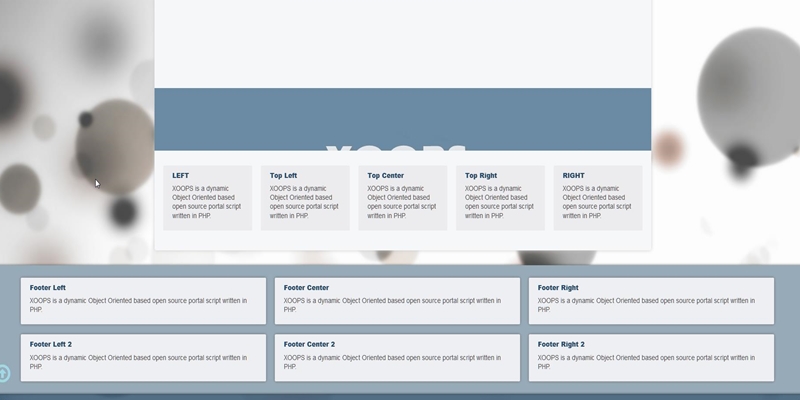 XOOPS
LEFT
XOOPS is a dynamic
Object Oriented based
open source portal script
written in PHP.
Top Left
XOOPS is a dynamic
Object Oriented based
open source portal script
written in PHP.
Top Center
XOOPS is a dynamic
Object Oriented based
open source portal script
written in PHP.
Top Right
XOOPS is a dynamic
Object Oriented based
open source portal script
written in PHP.
RIGHT
XOOPS is a dynamic
Object Oriented based
open source portal script
written in PHP.
Footer Left
XOOPS is a dynamic Object Oriented based open source portal script written in
PHP.
Footer Center
XOOPS is a dynamic Object Oriented based open source portal script written in
PHP.
Footer Right
XOOPS is a dynamic Object Oriented based open source portal script written in
PHP.
Footer Left 2
XOOPS is a dynamic Object Oriented based open source portal script written in
PHP.
Footer Center 2
XOOPS is a dynamic Object Oriented based open source portal script written in
PHP.
Footer Right 2
XOOPS is a dynamic Object Oriented based open source portal script written in
PHP.